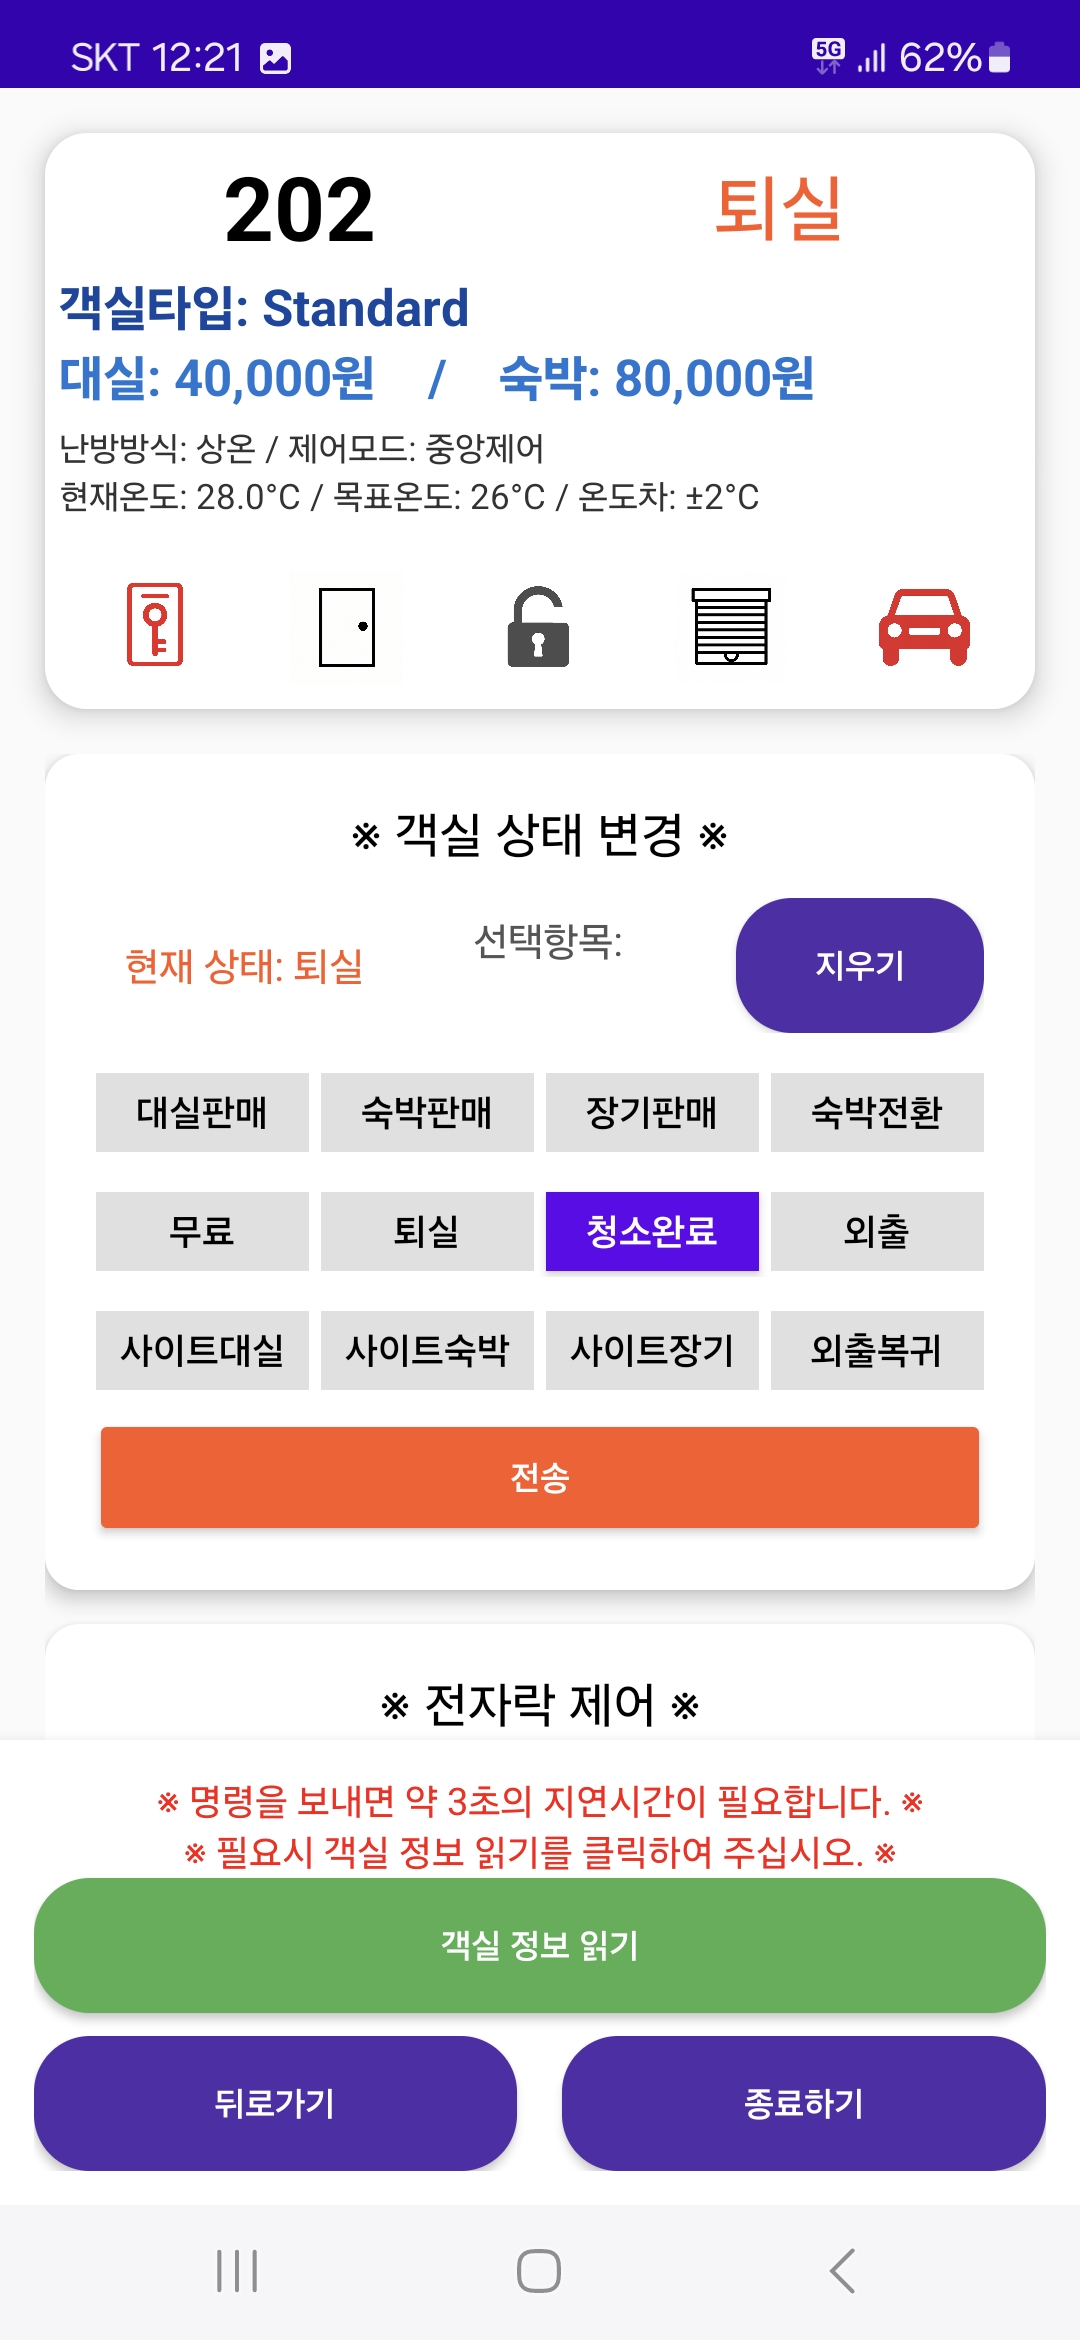 SKT 12:21 5G 62%
202 퇴실
객실타입: Standard
대실: 40,000원 / 숙박: 80,000원
난방방식: 상온 / 제어모드: 중앙제어
현재온도: 28.0°C / 목표온도: 26°C / 온도차: ±2°C
※ 객실 상태 변경 ※
현재 상태: 퇴실 선택항목: 지우기
대실판매 숙박판매 장기판매 숙박전환
무료 퇴실 청소완료 외출
사이트대실 사이트숙박 사이트장기 외출복귀
전송
※ 전자락 제어 ※
※ 명령을 보내면 약 3초의 지연시간이 필요합니다. ※
※ 필요시 객실 정보 읽기를 클릭하여 주십시오. ※
객실 정보 읽기
뒤로가기 종료하기